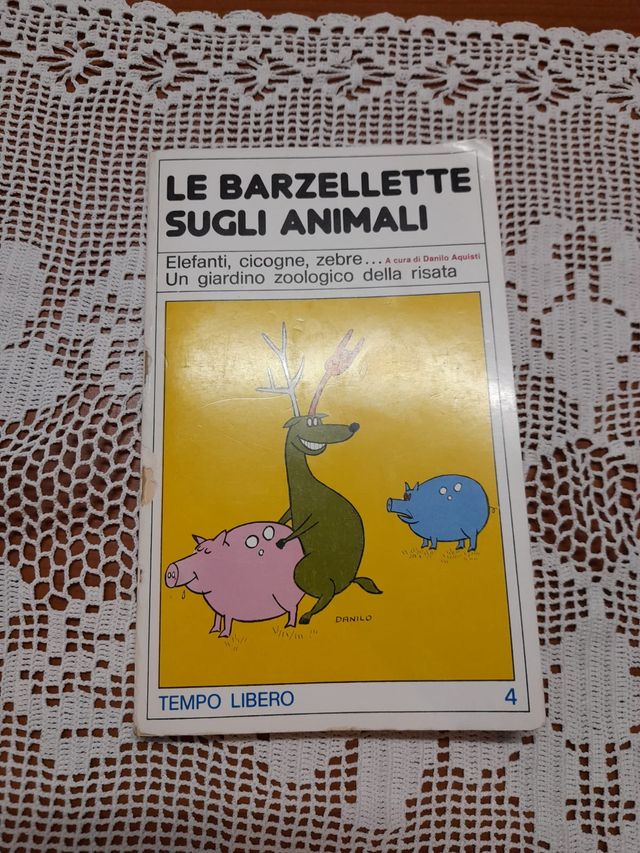 LE BARZELLETTE
SUGLI ANIMALI
Elefanti, cicogne, zebre... A cura di Danilo Aquisti
Un giardino zoologico della risata
DANILO
TEMPO LIBERO 4